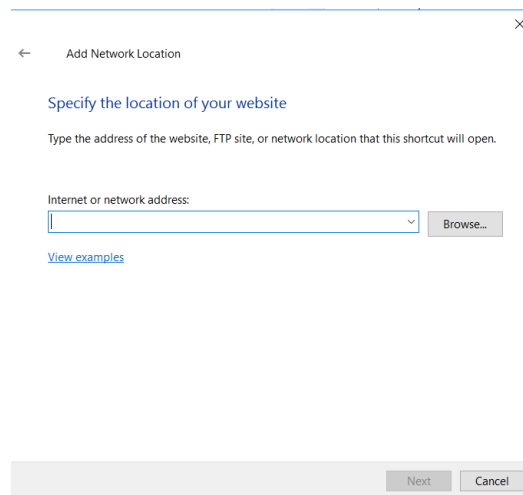 Add Network Location
Specify the location of your website
Type the address of the website, FTP site, or network location that this shortcut will open.
Internet or network address:
Browse...
View examples
Next
Cancel